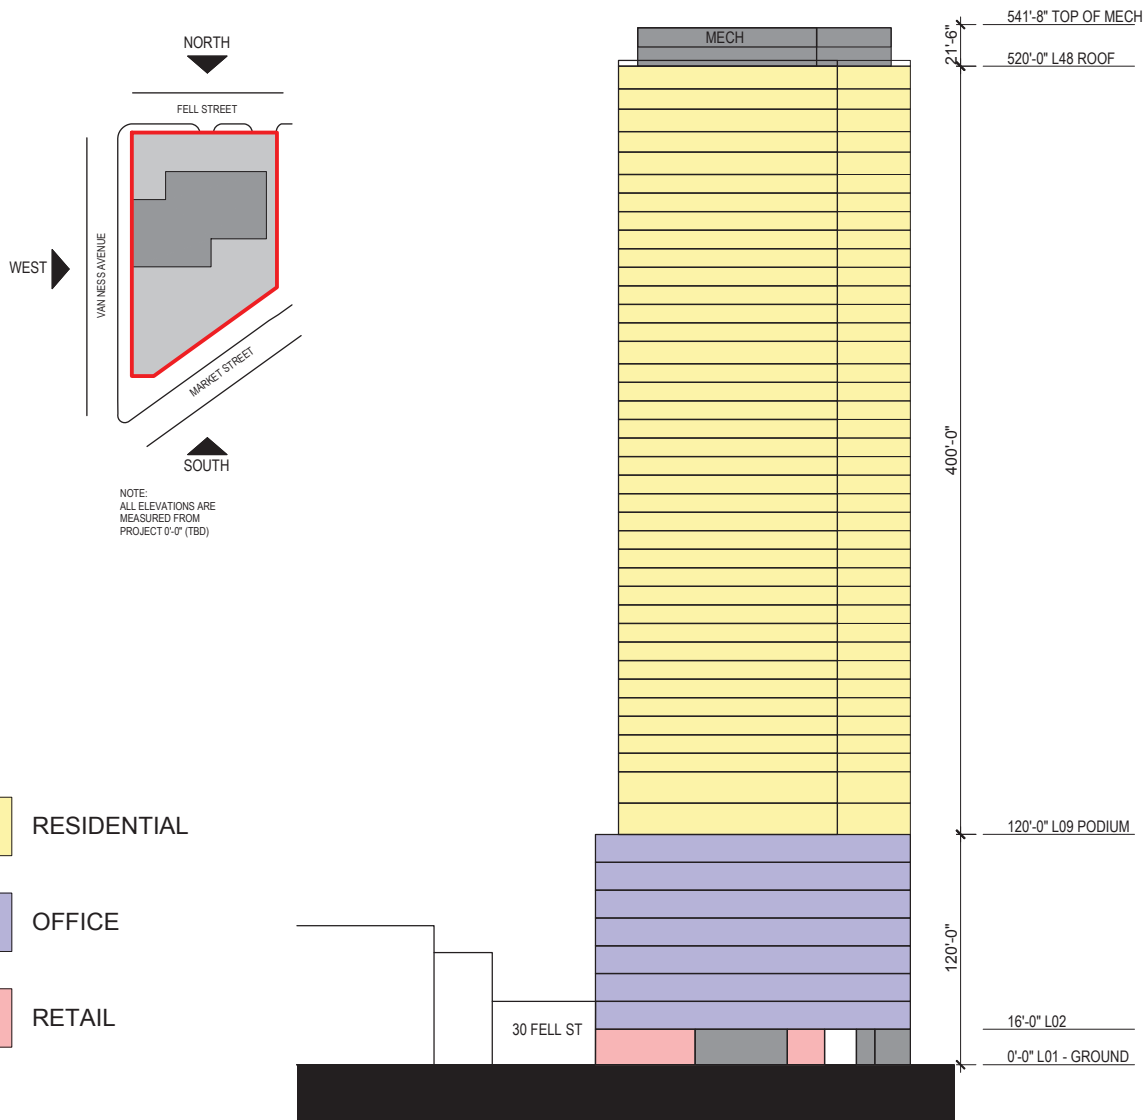 NORTH
FELL STREET
WEST
VAN NESS AVENUE
MARKET STREET
SOUTH
NOTE:
ALL ELEVATIONS ARE
MEASURED FROM
PROJECT 0'-0" (TBD)
RESIDENTIAL
OFFICE
RETAIL
MECH
30 FELL ST
21'-6"
400'-0"
120'-0"
541'-8" TOP OF MECH
520'-0" L48 ROOF
120'-0" L09 PODIUM
16'-0" L02
0'-0" L01 - GROUND